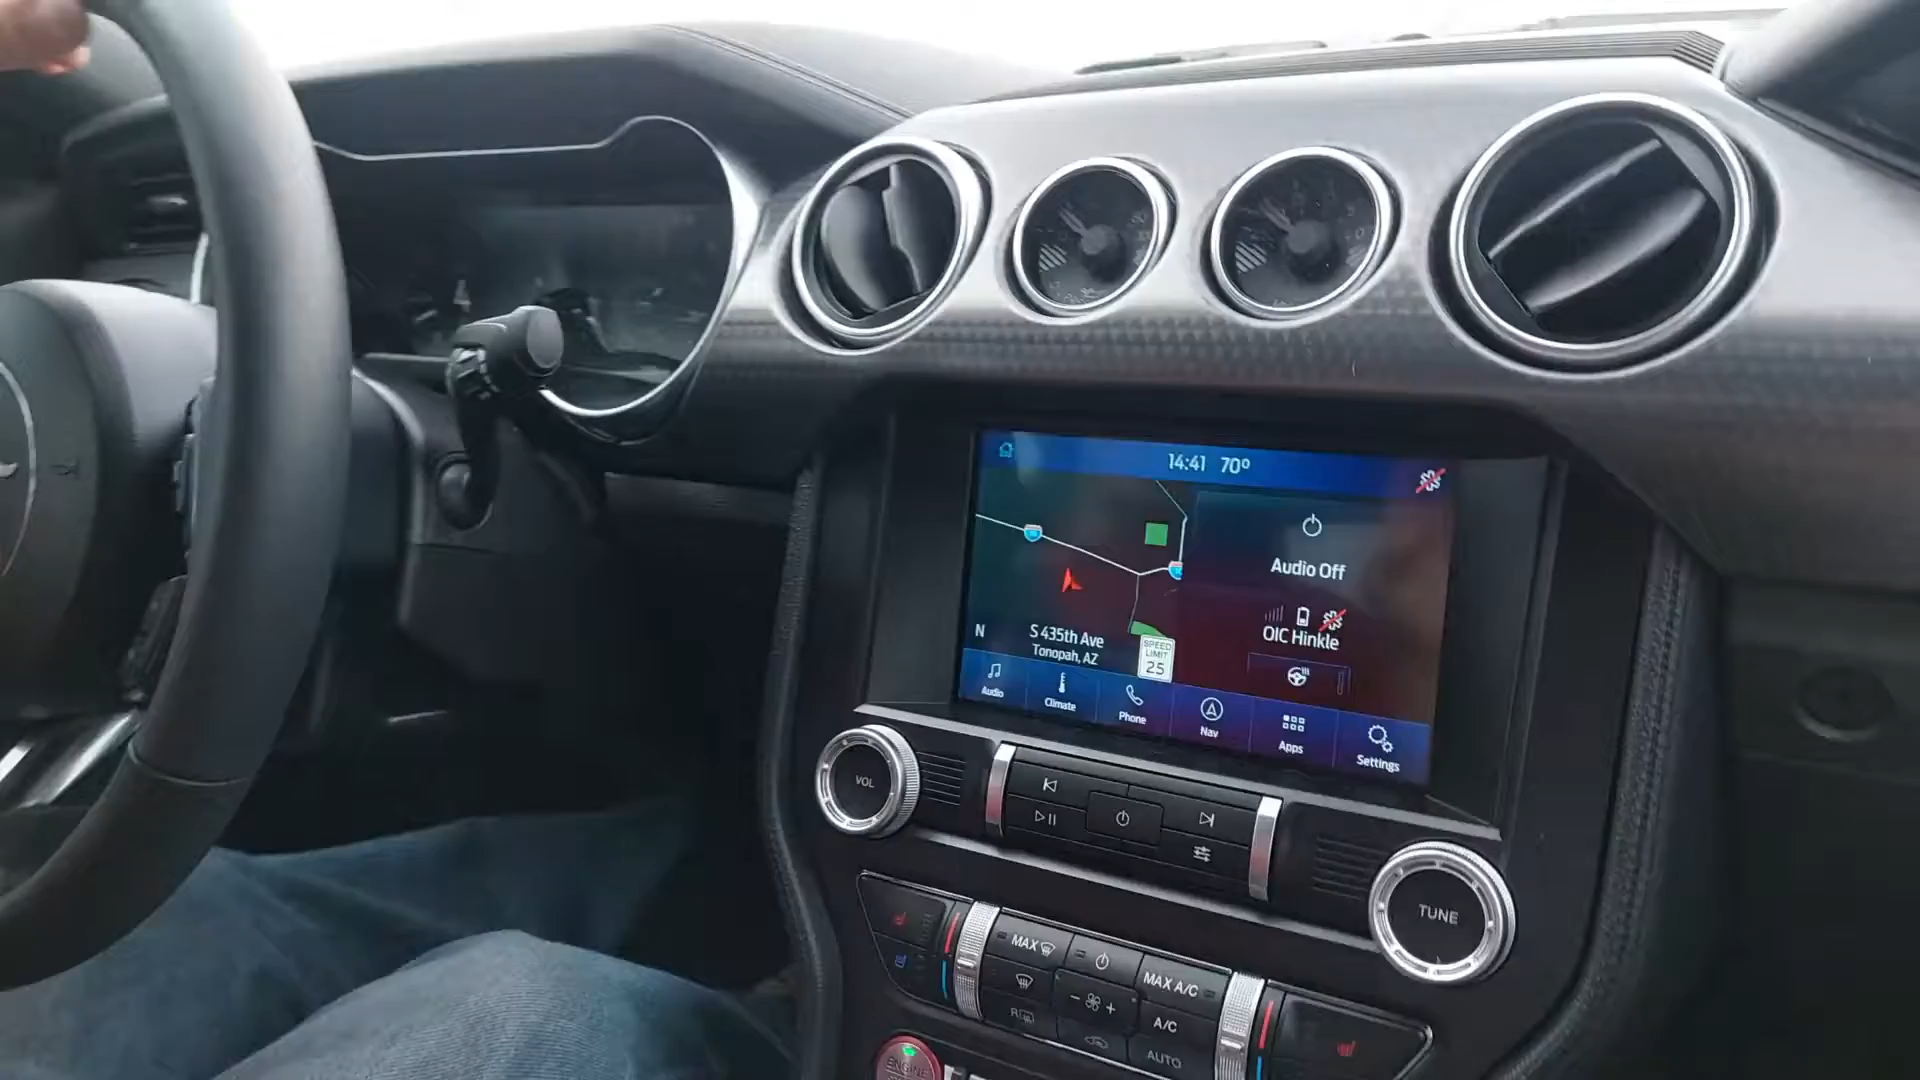 14:41 70°
Audio Off
OIC Hinkle
N
S 435th Ave
Tonopah, AZ
SPEED
LIMIT
25
Audio
Climate
Phone
Nav
Apps
Settings
VOL
TUNE
MAX
MAX A/C
R
A/C
AUTO
ENGINE